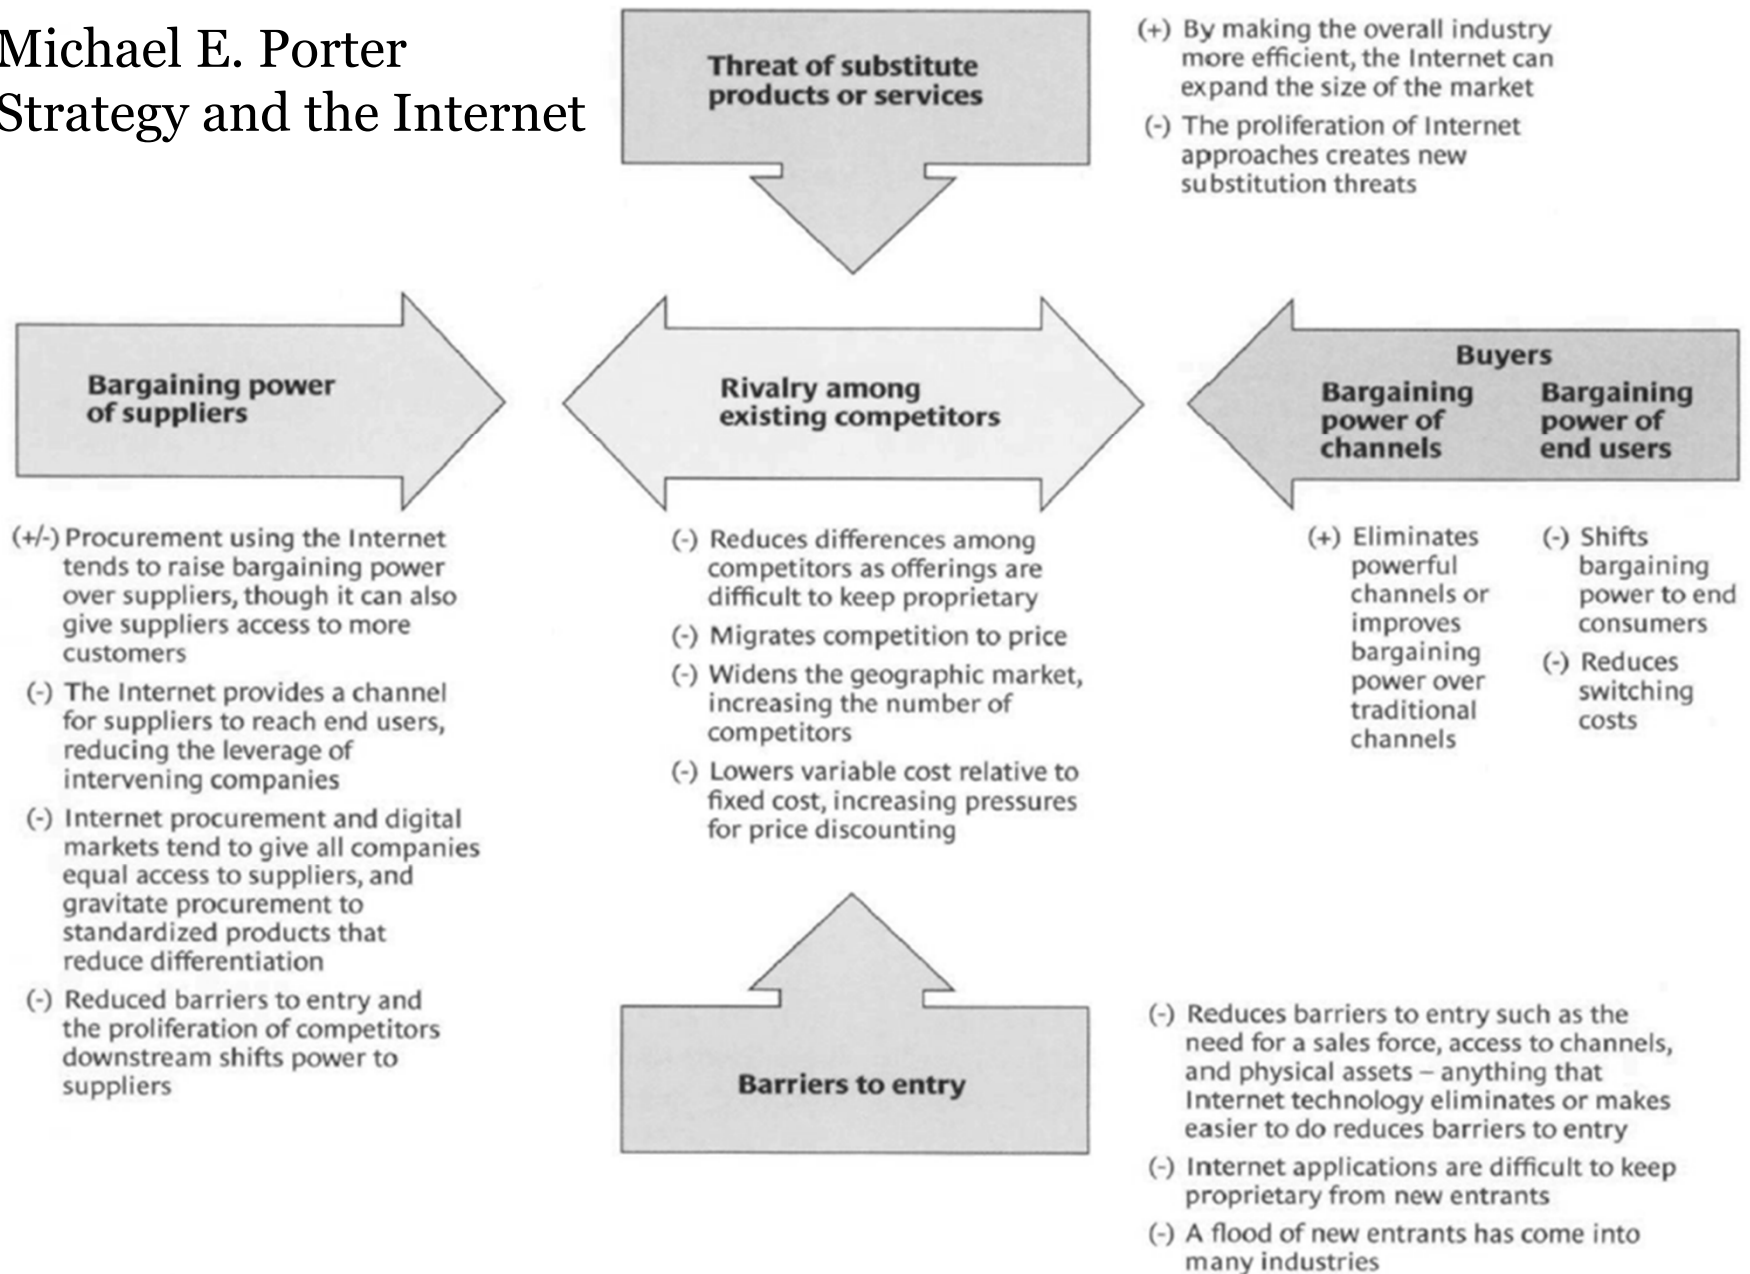 Michael E. Porter
Strategy and the Internet
Threat of substitute
products or services
(+) By making the overall industry
more efficient, the Internet can
expand the size of the market
(-) The proliferation of Internet
approaches creates new
substitution threats
Bargaining power
of suppliers
(+/-) Procurement using the Internet
tends to raise bargaining power
over suppliers, though it can also
give suppliers access to more
customers
(-) The Internet provides a channel
for suppliers to reach end users,
reducing the leverage of
intervening companies
(-) Internet procurement and digital
markets tend to give all companies
equal access to suppliers, and
gravitate procurement to
standardized products that
reduce differentiation
(-) Reduced barriers to entry and
the proliferation of competitors
downstream shifts power to
suppliers
Rivalry among
existing competitors
(-) Reduces differences among
competitors as offerings are
difficult to keep proprietary
(-) Migrates competition to price
(-) Widens the geographic market,
increasing the number of
competitors
(-) Lowers variable cost relative to
fixed cost, increasing pressures
for price discounting
Buyers
Bargaining
power of
channels
Bargaining
power of
end users
(+) Eliminates
powerful
channels or
improves
bargaining
power over
traditional
channels
(-) Shifts
bargaining
power to end
consumers
(-) Reduces
switching
costs
Barriers to entry
(-) Reduces barriers to entry such as the
need for a sales force, access to channels,
and physical assets – anything that
Internet technology eliminates or makes
easier to do reduces barriers to entry
(-) Internet applications are difficult to keep
proprietary from new entrants
(-) A flood of new entrants has come into
many industries